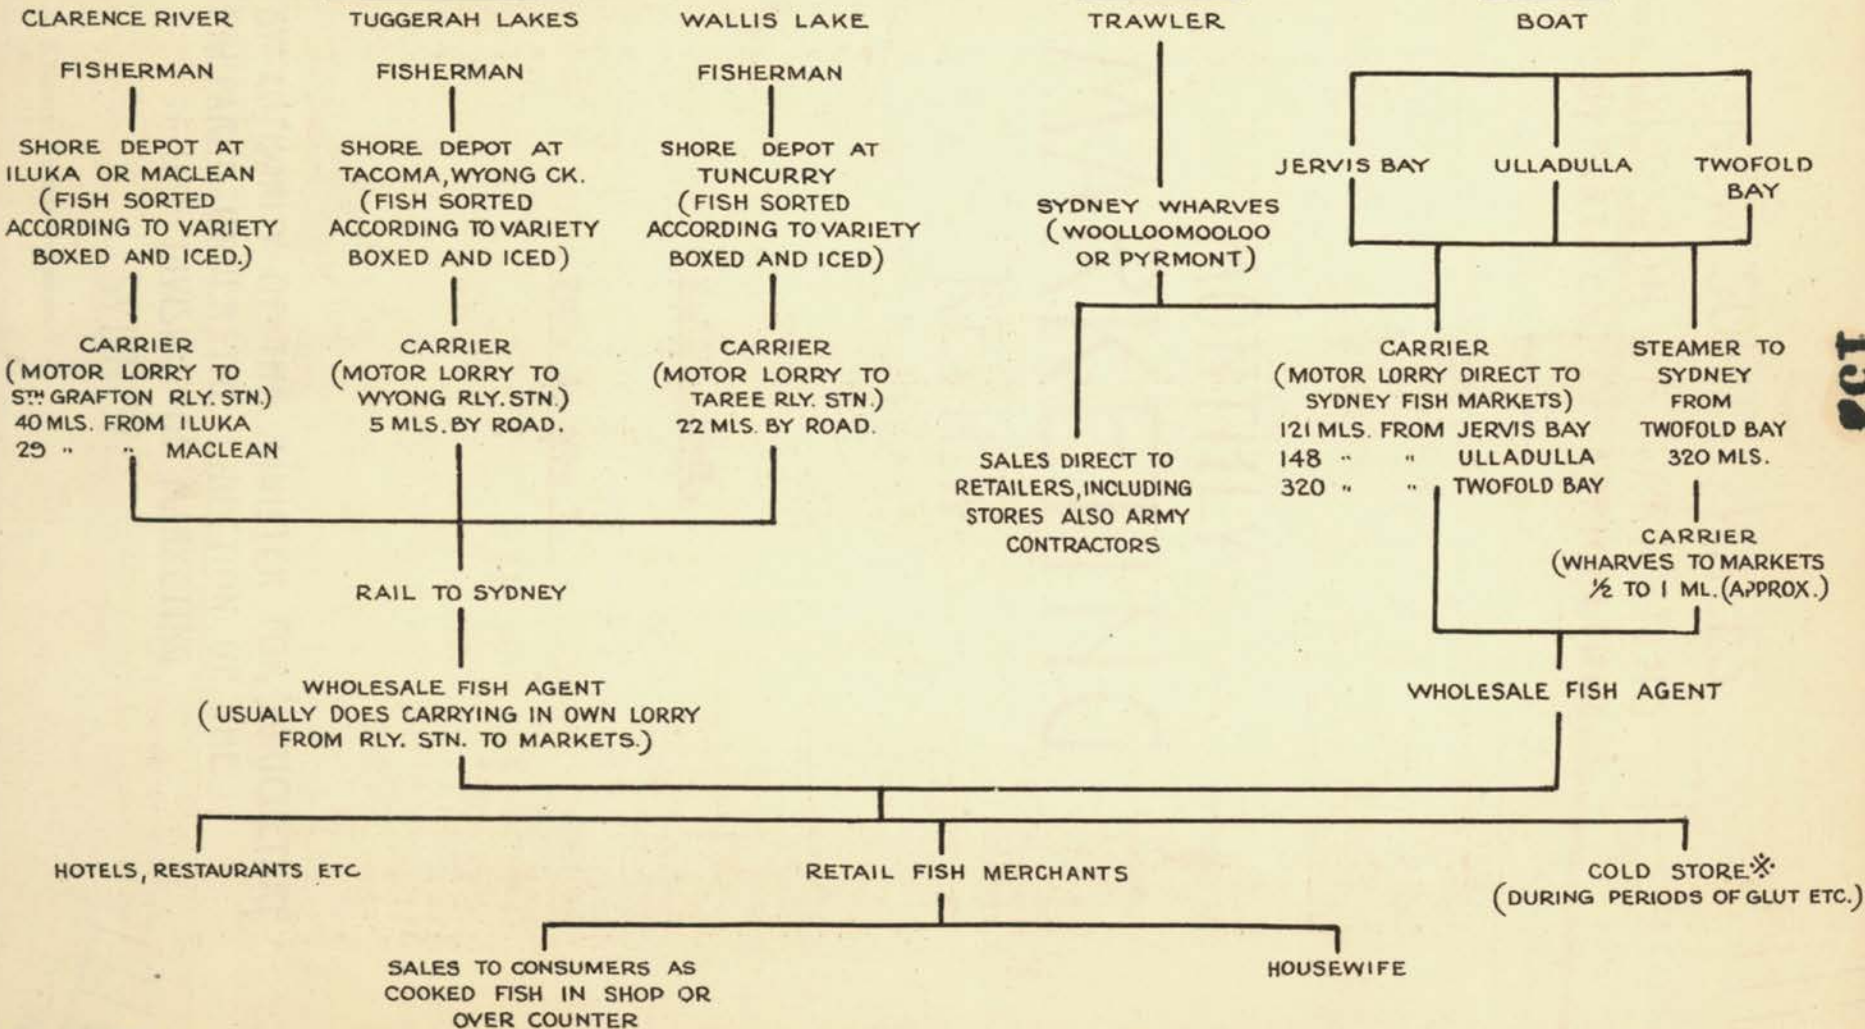 CLARENCE RIVER
FISHERMAN
SHORE DEPOT AT
ILUKA OR MACLEAN
(FISH SORTED
ACCORDING TO VARIETY
BOXED AND ICED.)
CARRIER
(MOTOR LORRY TO
STH GRAFTON RLY. STN.)
40 MLS. FROM ILUKA
29 " " MACLEAN
TUGGERAH LAKES
FISHERMAN
SHORE DEPOT AT
TACOMA, WYONG CK.
(FISH SORTED
ACCORDING TO VARIETY
BOXED AND ICED)
CARRIER
(MOTOR LORRY TO
WYONG RLY. STN.)
5 MLS. BY ROAD.
WALLIS LAKE
FISHERMAN
SHORE DEPOT AT
TUNCURRY
(FISH SORTED
ACCORDING TO VARIETY
BOXED AND ICED)
CARRIER
(MOTOR LORRY TO
TAREE RLY. STN.)
22 MLS. BY ROAD.
RAIL TO SYDNEY
WHOLESALE FISH AGENT
(USUALLY DOES CARRYING IN OWN LORRY
FROM RLY. STN. TO MARKETS.)
TRAWLER
SYDNEY WHARVES
(WOOLLOOMOOLOO
OR PYRMONT)
SALES DIRECT TO
RETAILERS, INCLUDING
STORES ALSO ARMY
CONTRACTORS
BOAT
JERVIS BAY
ULLADULLA
TWOFOLD
BAY
CARRIER
(MOTOR LORRY DIRECT TO
SYDNEY FISH MARKETS)
121 MLS. FROM JERVIS BAY
148 " " ULLADULLA
320 " " TWOFOLD BAY
STEAMER TO
SYDNEY
FROM
TWOFOLD BAY
320 MLS.
CARRIER
(WHARVES TO MARKETS
½ TO 1 ML. (APPROX.)
WHOLESALE FISH AGENT
HOTELS, RESTAURANTS ETC
RETAIL FISH MERCHANTS
COLD STORE※
(DURING PERIODS OF GLUT ETC.)
SALES TO CONSUMERS AS
COOKED FISH IN SHOP OR
OVER COUNTER
HOUSEWIFE